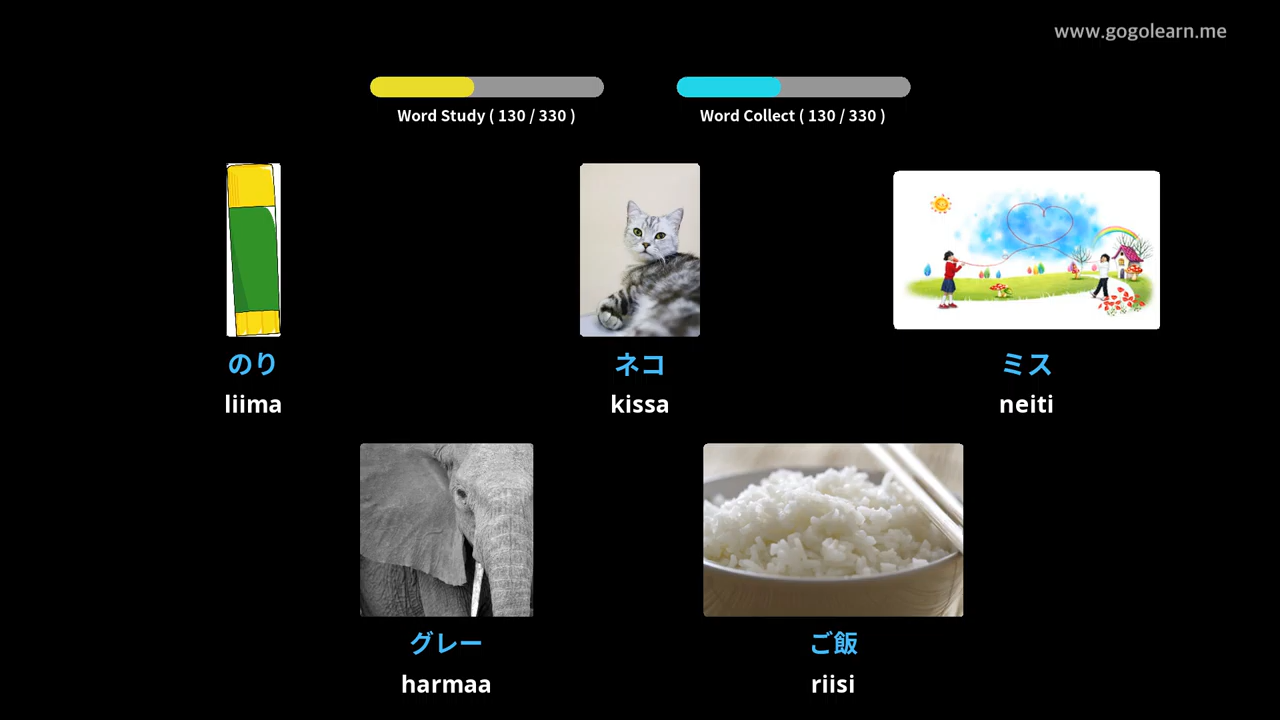 www.gogolearn.me
Word Study ( 130 / 330 )
Word Collect ( 130 / 330 )
のり
liima
ネコ
kissa
ミス
neiti
グレー
harmaa
ご飯
riisi